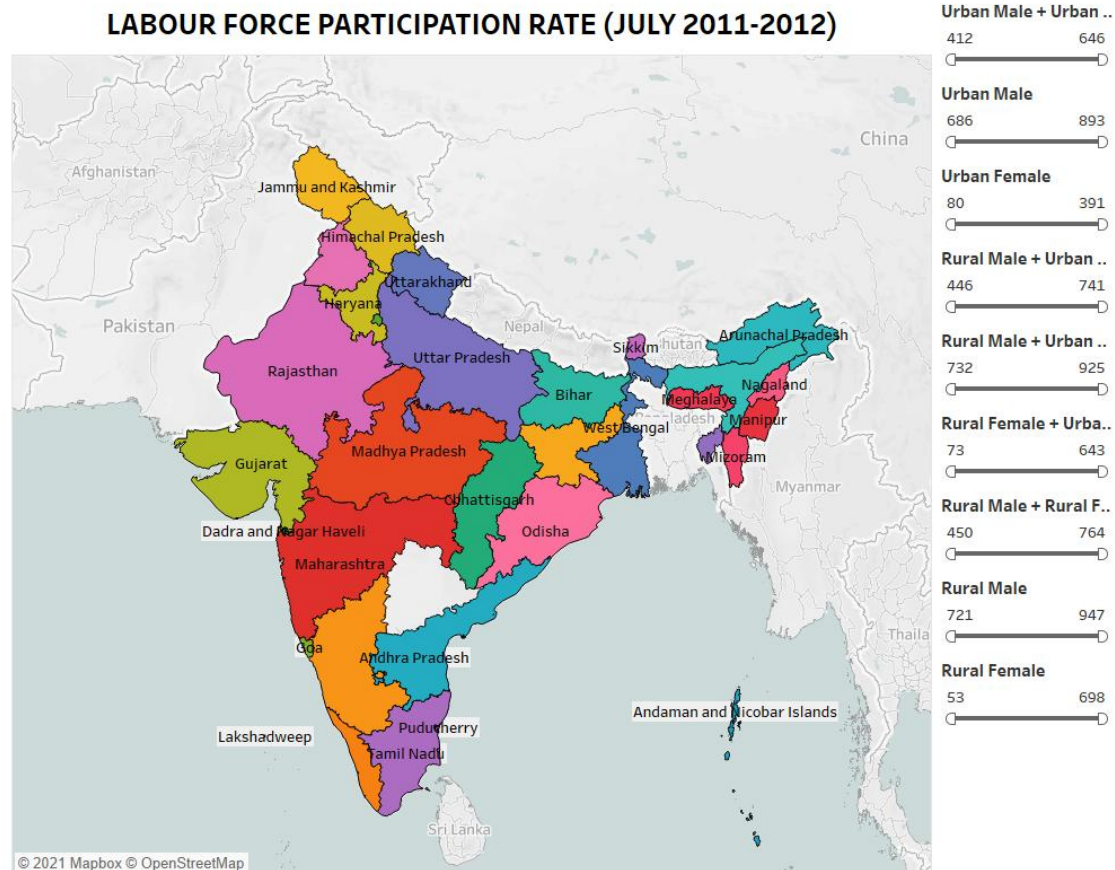 LABOUR FORCE PARTICIPATION RATE (JULY 2011-2012)
Afghanistan
China
Jammu and Kashmir
Himachal Pradesh
Uttarakhand
Haryana
Pakistan
Nepal
Sikkim
hutan
Arunachal Pradesh
Rajasthan
Uttar Pradesh
Bihar
Nagaland
Meghalaya
Manipur
West Bengal
Mizoram
Gujarat
Madhya Pradesh
Chhattisgarh
Myanmar
Dadra and Nagar Haveli
Odisha
Maharashtra
Goa
Andhra Pradesh
Thaila
Lakshadweep
Puducherry
Tamil Nadu
Andaman and Nicobar Islands
Sri Lanka
© 2021 Mapbox © OpenStreetMap
Urban Male + Urban ..
412 646
Urban Male
686 893
Urban Female
80 391
Rural Male + Urban ..
446 741
Rural Male + Urban ..
732 925
Rural Female + Urba..
73 643
Rural Male + Rural F..
450 764
Rural Male
721 947
Rural Female
53 698